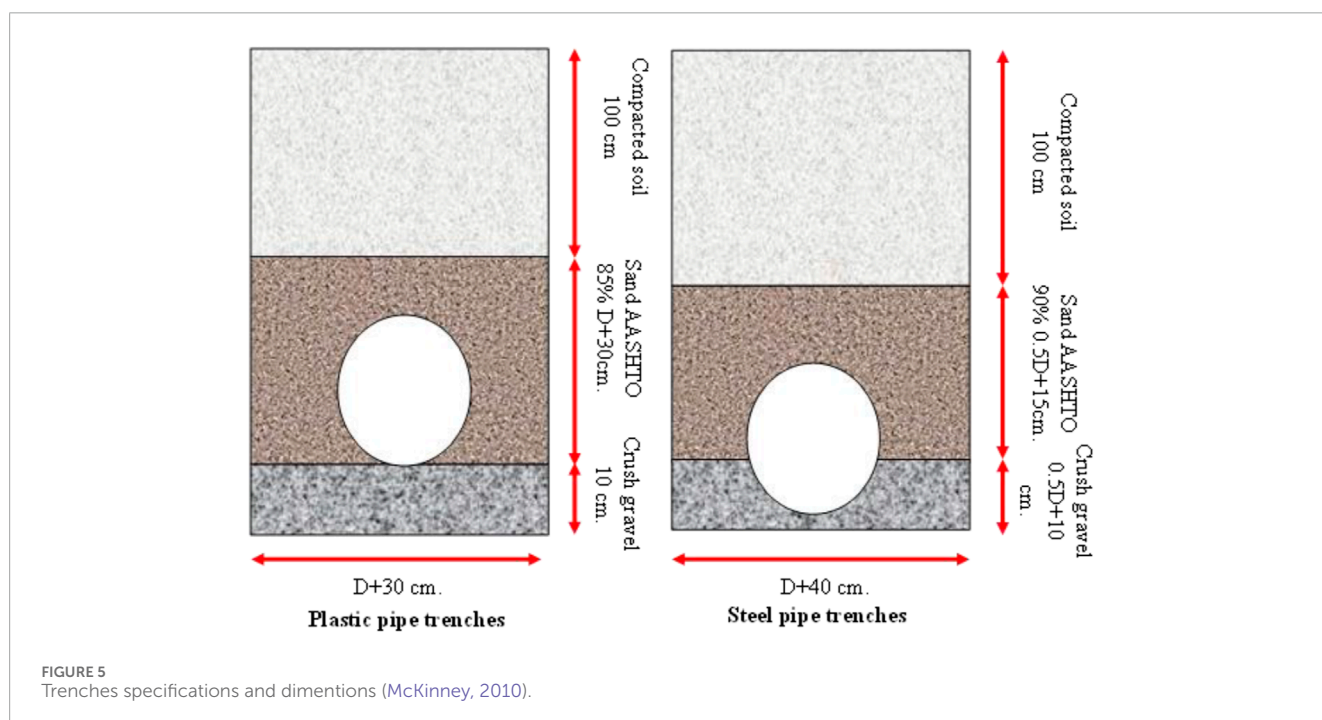 Compacted soil
100 cm
Sand AASHTO
85% D+30cm.
Crush gravel
10 cm.
D+30 cm.
Plastic pipe trenches
Compacted soil
100 cm
Sand AASHTO
90% 0.5D+15cm.
Crush gravel
0.5D+10
cm.
D+40 cm.
Steel pipe trenches
FIGURE 5
Trenches specifications and dimentions (McKinney, 2010).